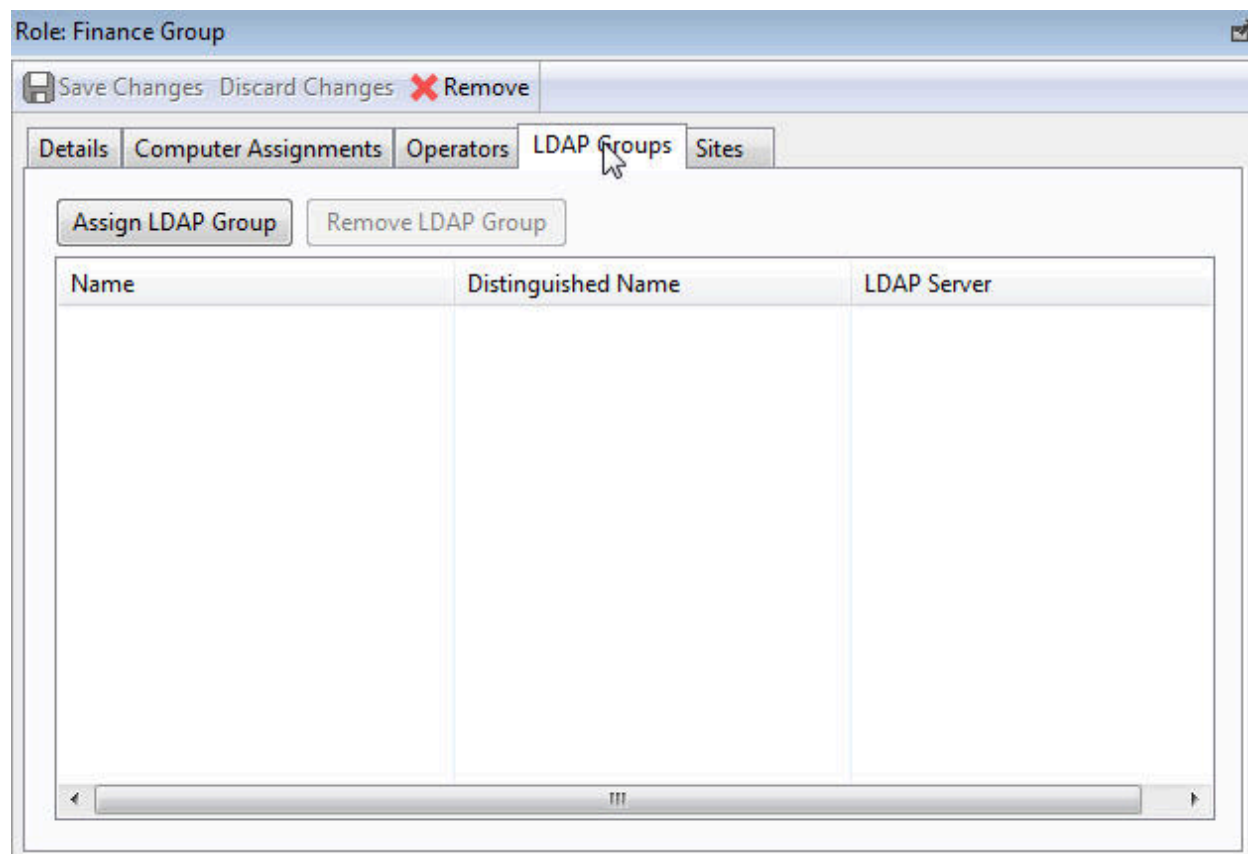 Role: Finance Group
Save Changes Discard Changes Remove
Details Computer Assignments Operators LDAP Groups Sites
Assign LDAP Group Remove LDAP Group
Name Distinguished Name LDAP Server